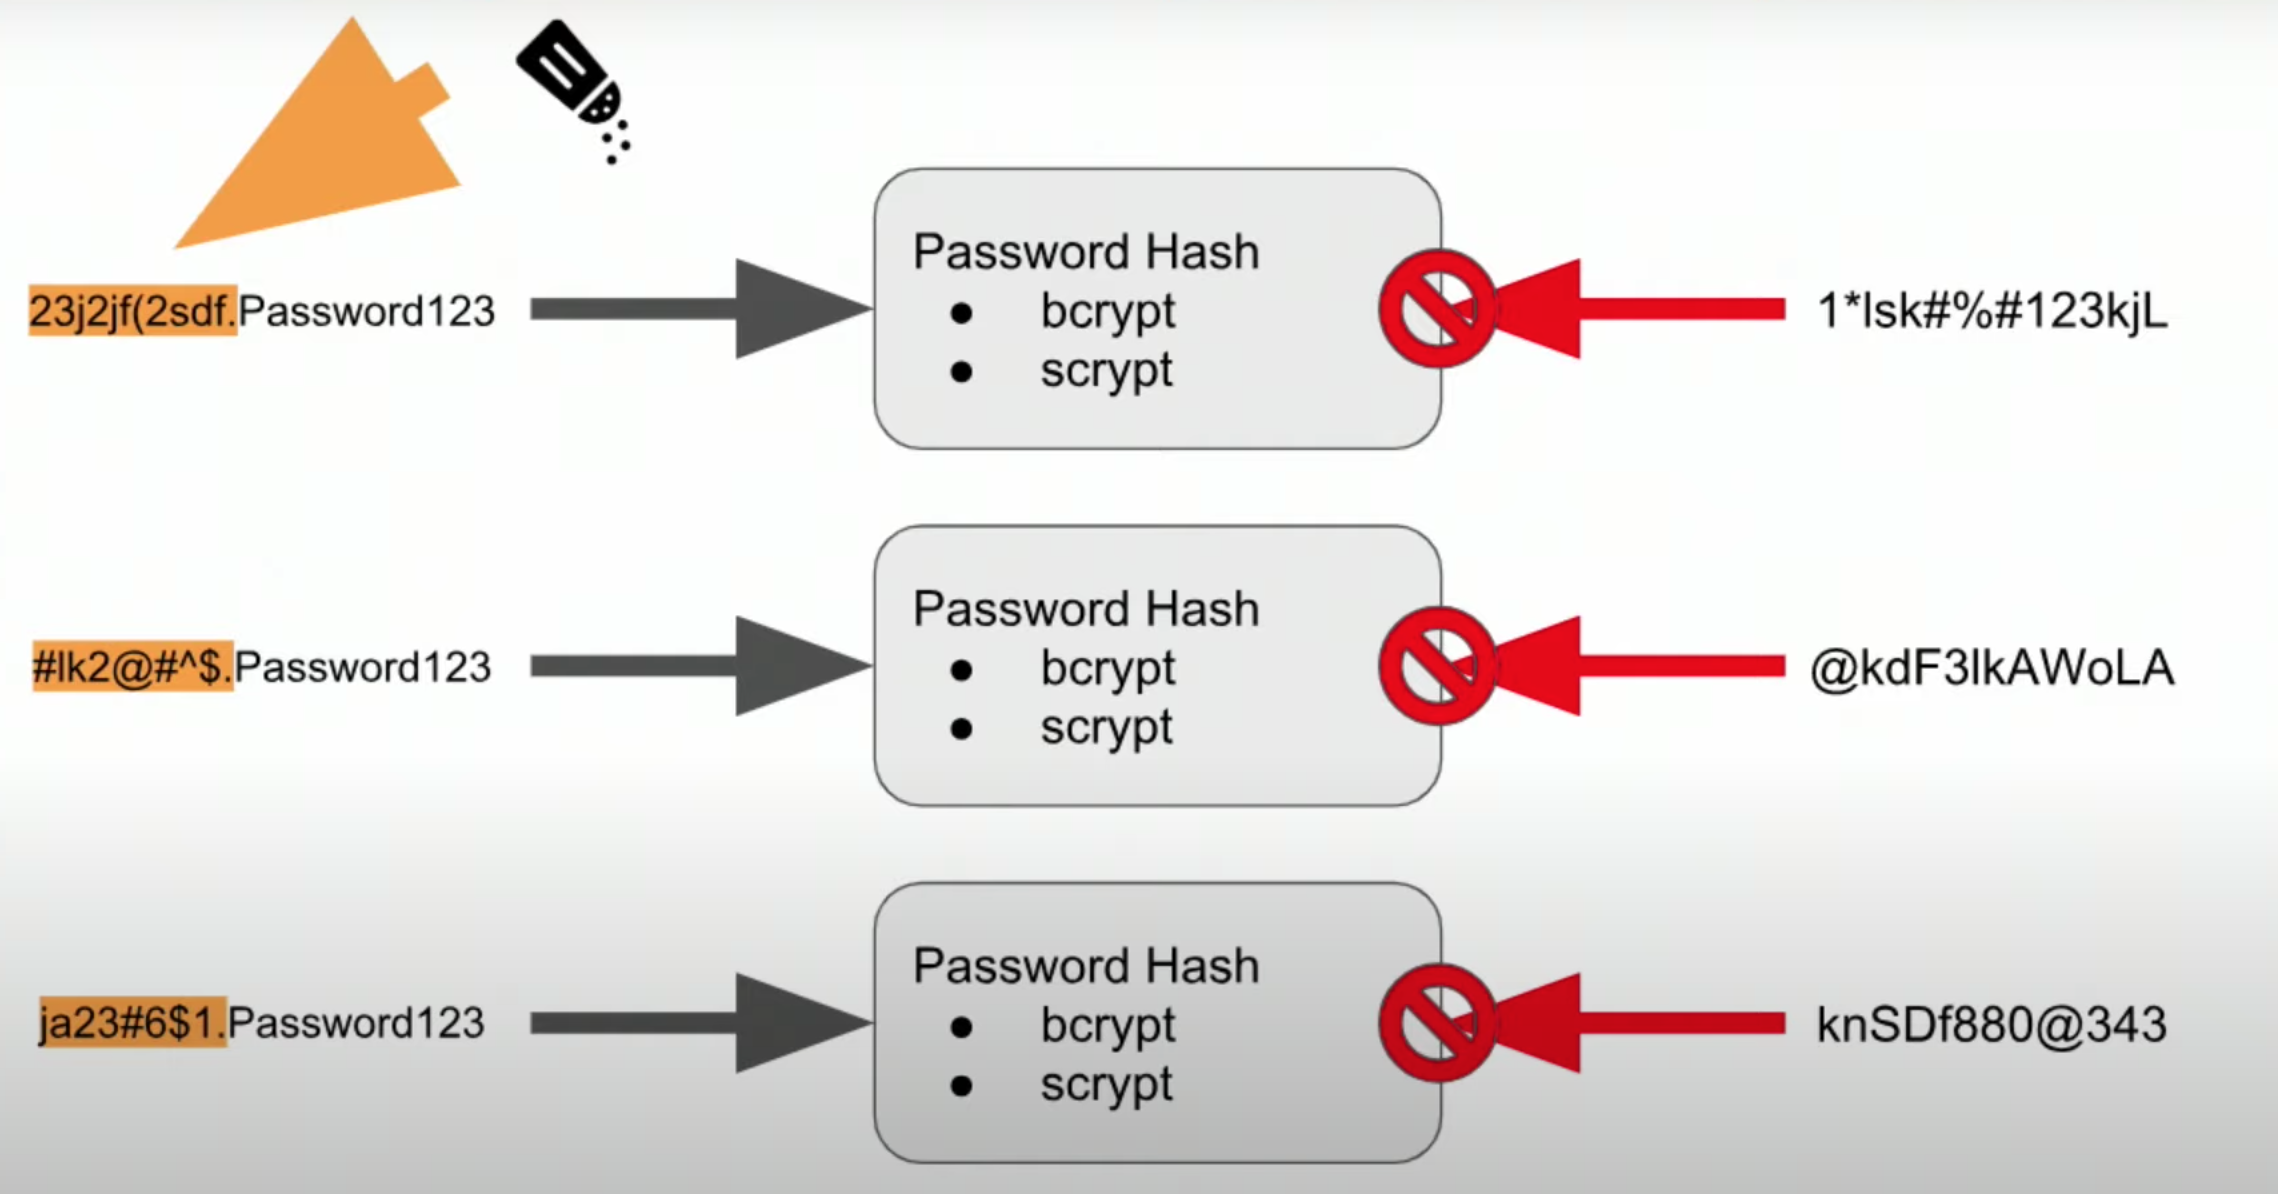 23j2jf(2sdf.Password123
Password Hash
● bcrypt
● scrypt
1*lsk#%#123kjL
#lk2@#^$.Password123
Password Hash
● bcrypt
● scrypt
@kdF3lkAWoLA
ja23#6$1.Password123
Password Hash
● bcrypt
● scrypt
knSDf880@343